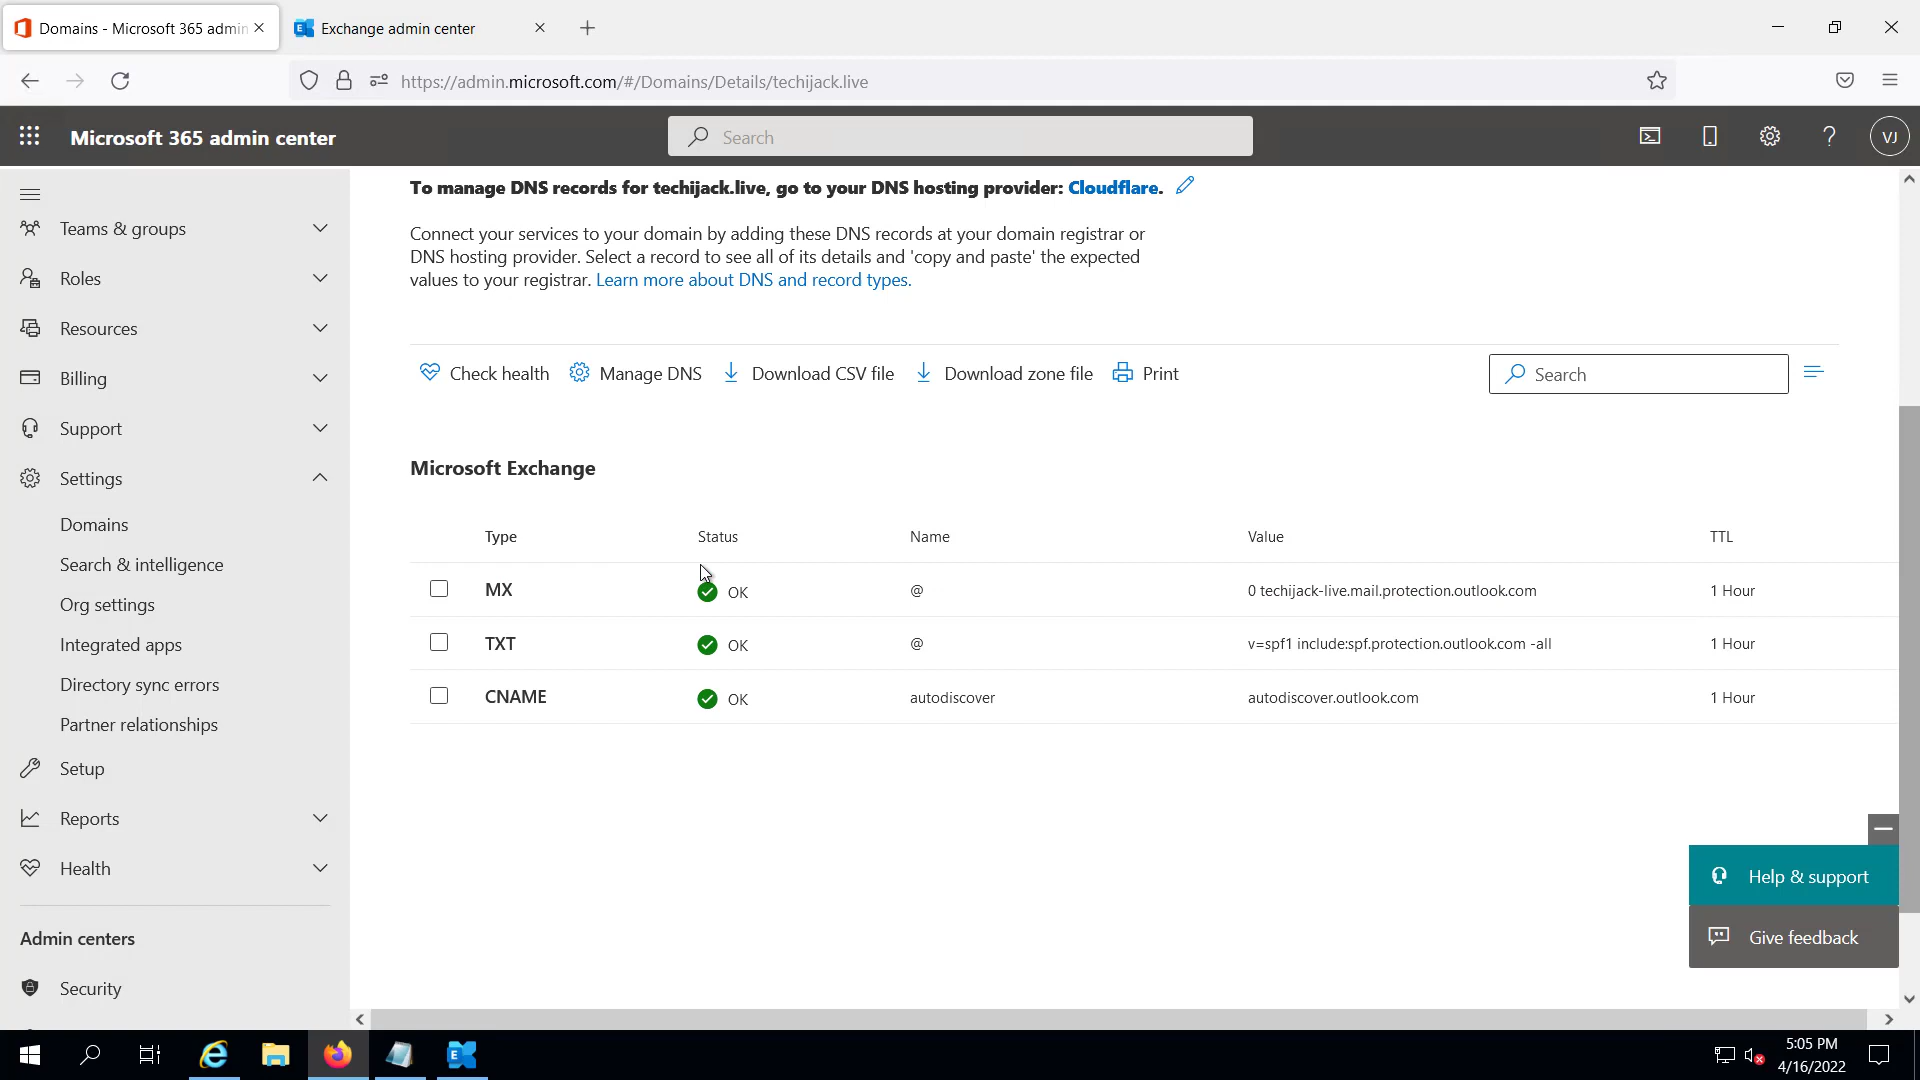 Domains - Microsoft 365 admin
Exchange admin center
https://admin.microsoft.com/#/Domains/Details/techijack.live
Microsoft 365 admin center
Search
VJ
Teams & groups
Roles
Resources
Billing
Support
Settings
Domains
Search & intelligence
Org settings
Integrated apps
Directory sync errors
Partner relationships
Setup
Reports
Health
Admin centers
Security
To manage DNS records for techijack.live, go to your DNS hosting provider: Cloudflare.
Connect your services to your domain by adding these DNS records at your domain registrar or
DNS hosting provider. Select a record to see all of its details and 'copy and paste' the expected
values to your registrar. Learn more about DNS and record types.
Check health Manage DNS Download CSV file Download zone file Print
Search
Microsoft Exchange
Type Status Name Value TTL
MX OK @ 0 techijack-live.mail.protection.outlook.com 1 Hour
TXT OK @ v=spf1 include:spf.protection.outlook.com -all 1 Hour
CNAME OK autodiscover autodiscover.outlook.com 1 Hour
Help & support
Give feedback
5:05 PM
4/16/2022